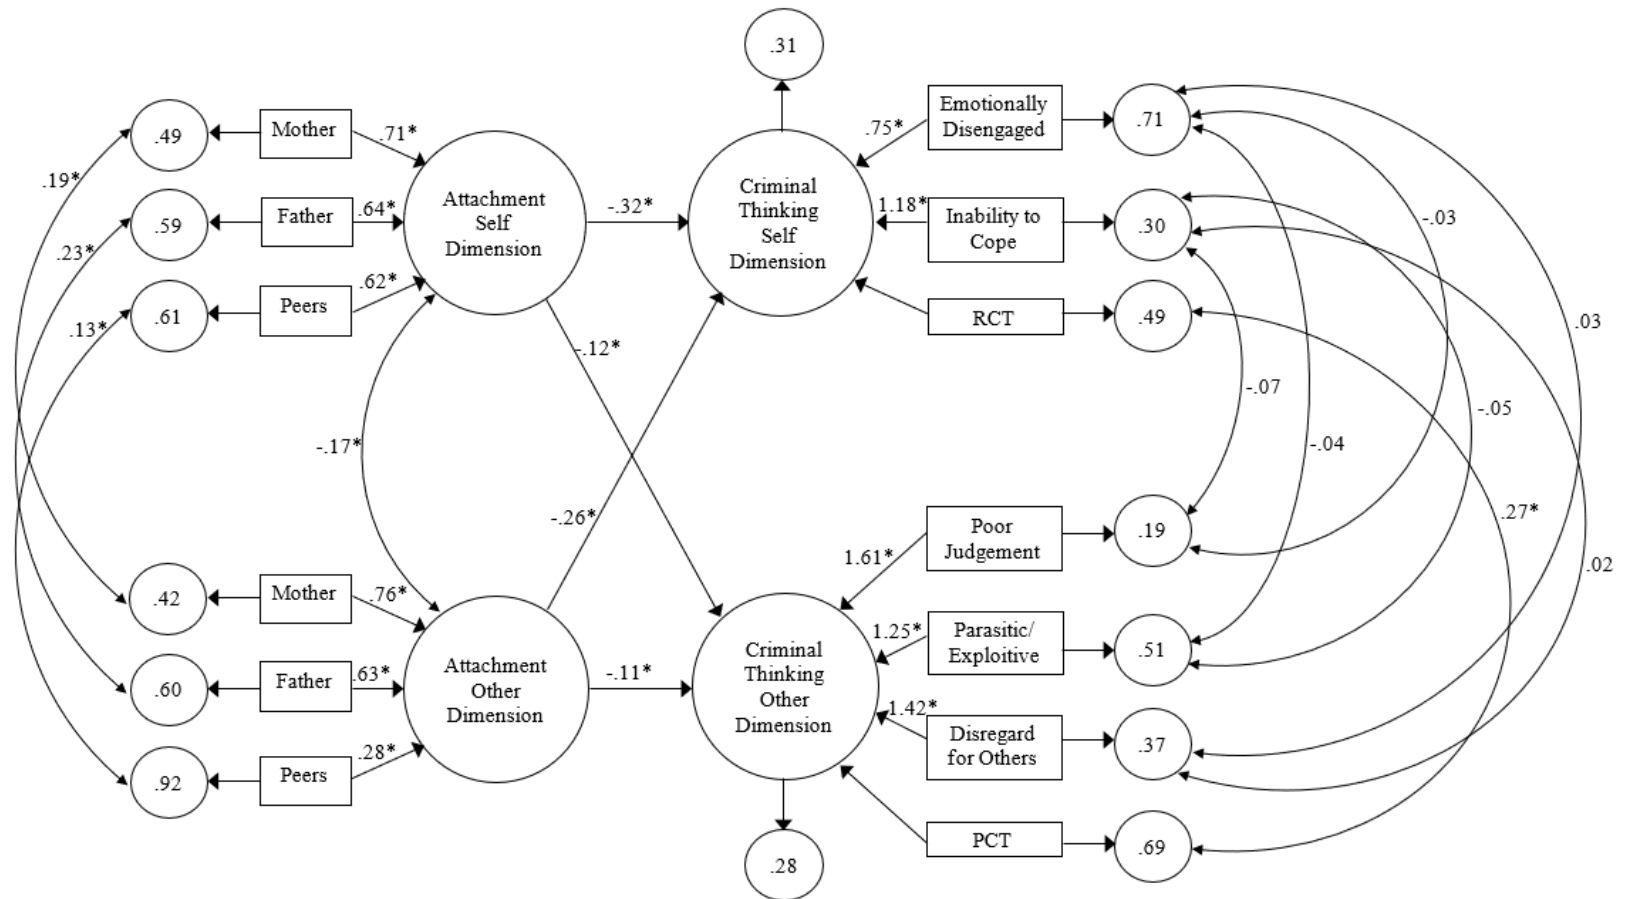 .31
Emotionally
Disengaged
.75*
.71
.49
Mother
.71*
.19*
Attachment
Self
Dimension
-.32*
Criminal
Thinking
Self
Dimension
1.18*
Inability to
Cope
.30
-.03
.59
Father
.64*
.23*
.61
Peers
.62*
.13*
RCT
.49
.03
-.12*
-.07
-.05
-.04
-.17*
-.26*
.27*
Poor
Judgement
1.61*
.19
.02
.42
Mother
.76*
1.25*
Parasitic/
Exploitive
.51
Attachment
Other
Dimension
-.11*
Criminal
Thinking
Other
Dimension
.60
Father
.63*
1.42*
Disregard
for Others
.37
.92
Peers
.28*
PCT
.69
.28